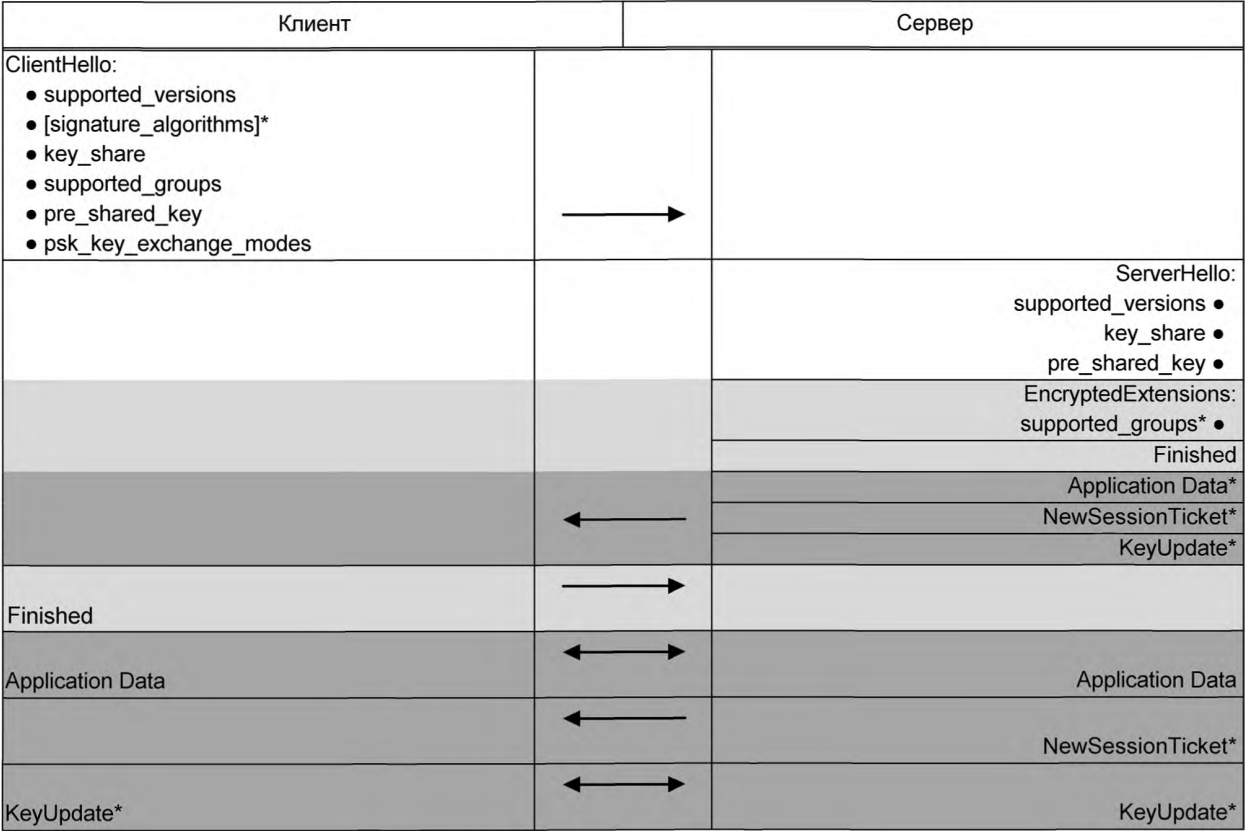 Клиент
Сервер
ClientHello:
● supported_versions
● [signature_algorithms]*
● key_share
● supported_groups
● pre_shared_key
● psk_key_exchange_modes
ServerHello:
supported_versions ●
key_share ●
pre_shared_key ●
EncryptedExtensions:
supported_groups* ●
Finished
Application Data*
NewSessionTicket*
KeyUpdate*
Finished
Application Data
Application Data
NewSessionTicket*
KeyUpdate*
KeyUpdate*